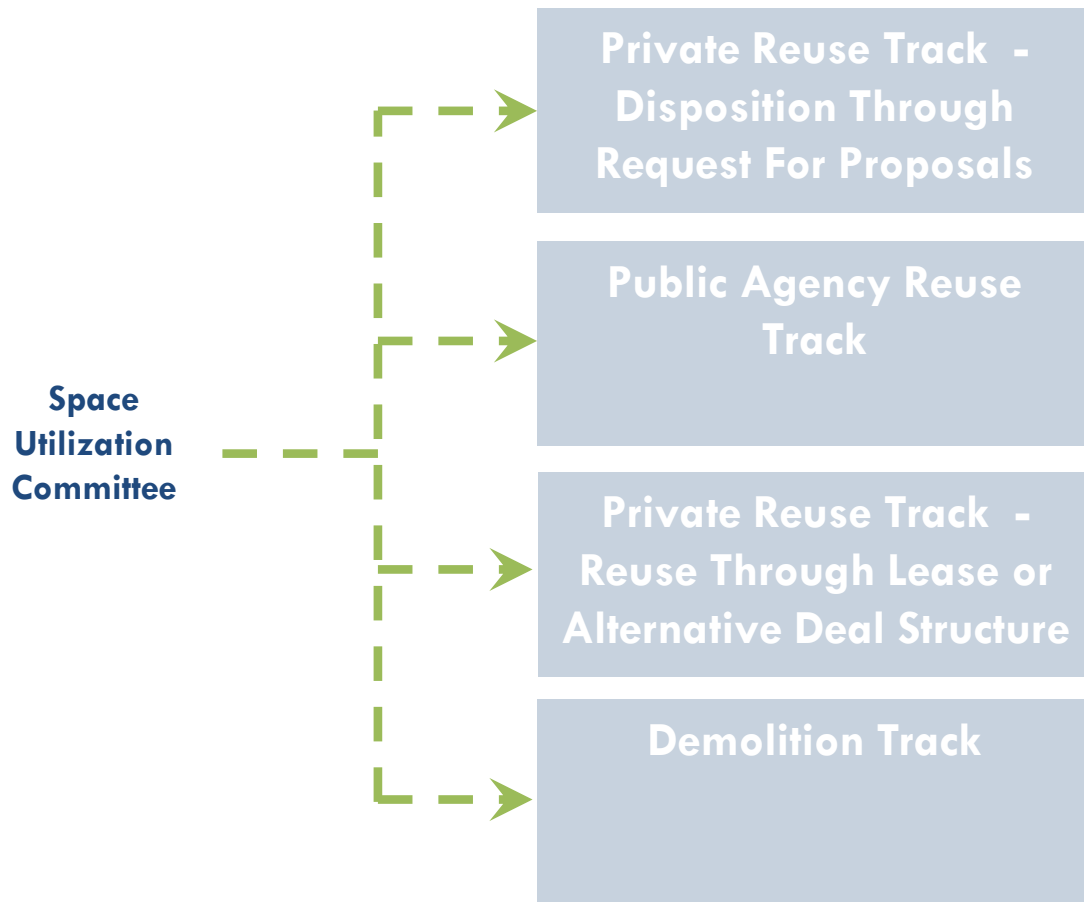 Private Reuse Track -
Disposition Through
Request For Proposals
Public Agency Reuse
Track
Space
Utilization
Committee
Private Reuse Track -
Reuse Through Lease or
Alternative Deal Structure
Demolition Track